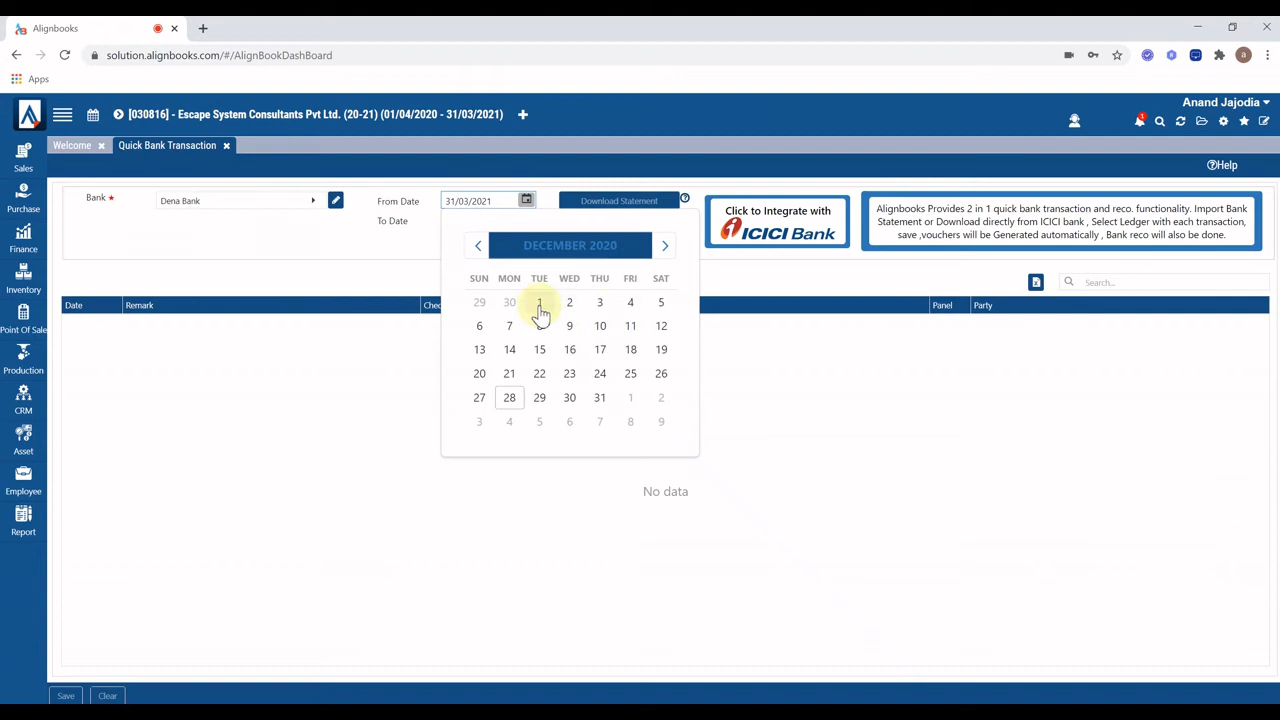 Alignbooks
solution.alignbooks.com/#/AlignBookDashBoard
Apps
[030816] - Escape System Consultants Pvt Ltd. (20-21) (01/04/2020 - 31/03/2021)
Anand Jajodia
1
Welcome
Quick Bank Transaction
Help
Sales
Purchase
Finance
Inventory
Point Of Sale
Production
CRM
Asset
Employee
Report
Bank *
Dena Bank
From Date
31/03/2021
To Date
Download Statement
Click to Integrate with
ICICI Bank
Alignbooks Provides 2 in 1 quick bank transaction and reco. functionality. Import Bank
Statement or Download directly from ICICI bank , Select Ledger with each transaction,
save ,vouchers will be Generated automatically , Bank reco will also be done.
DECEMBER 2020
SUN MON TUE WED THU FRI SAT
29 30 1 2 3 4 5
6 7 9 10 11 12
13 14 15 16 17 18 19
20 21 22 23 24 25 26
27 28 29 30 31 1 2
3 4 5 6 7 8 9
Search...
Date Remark Panel Party
No data
Save Clear